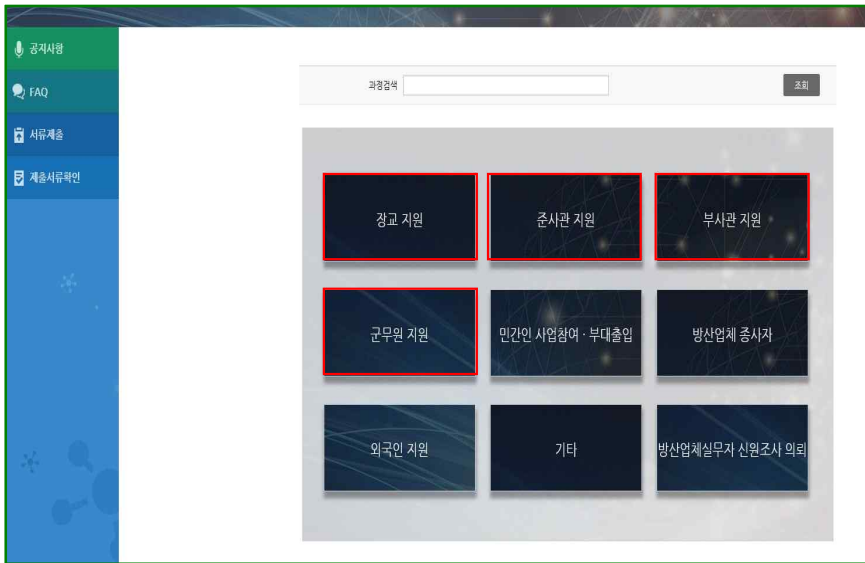 공지사항
FAQ
서류제출
제출서류확인
과정검색
조회
장교 지원
준사관 지원
부사관 지원
군무원 지원
민간인 사업참여 · 부대출입
방산업체 종사자
외국인 지원
기타
방산업체실무자 신원조사 의뢰